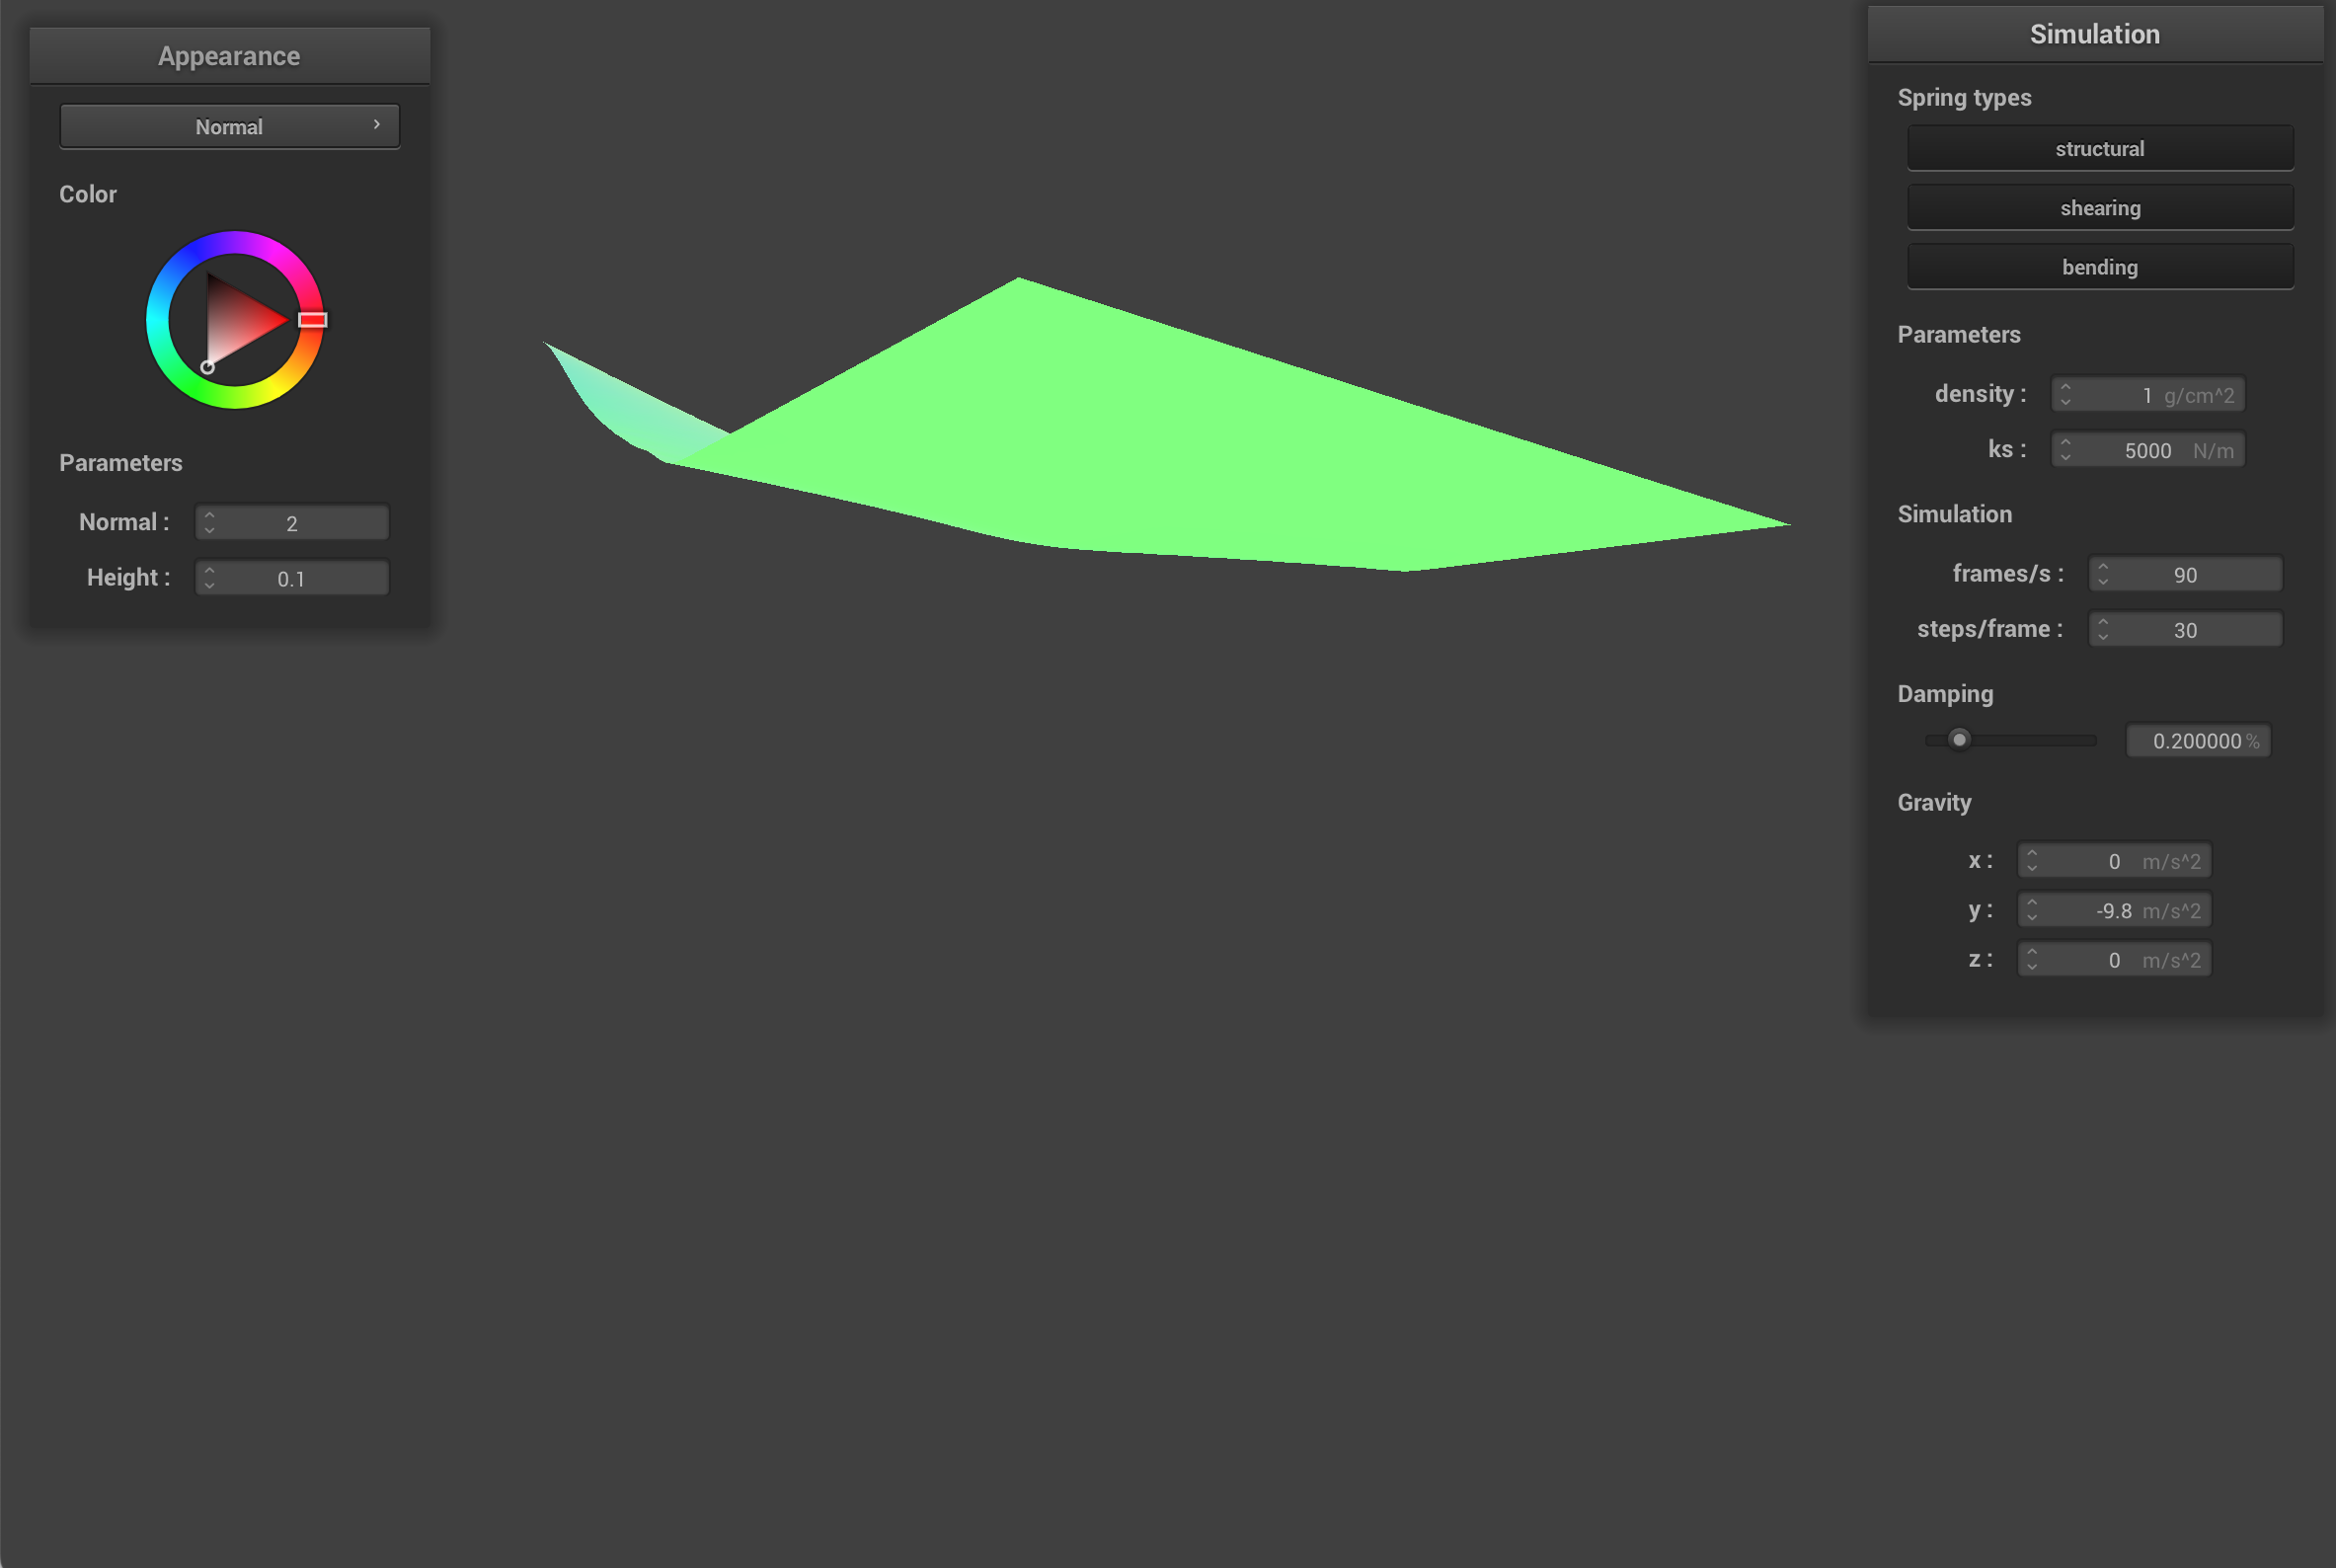 Appearance
Normal
Color
Parameters
Normal : 2
Height : 0.1
Simulation
Spring types
structural
shearing
bending
Parameters
density : 1 g/cm^2
ks : 5000 N/m
Simulation
frames/s : 90
steps/frame : 30
Damping
0.200000 %
Gravity
x : 0 m/s^2
y : -9.8 m/s^2
z : 0 m/s^2